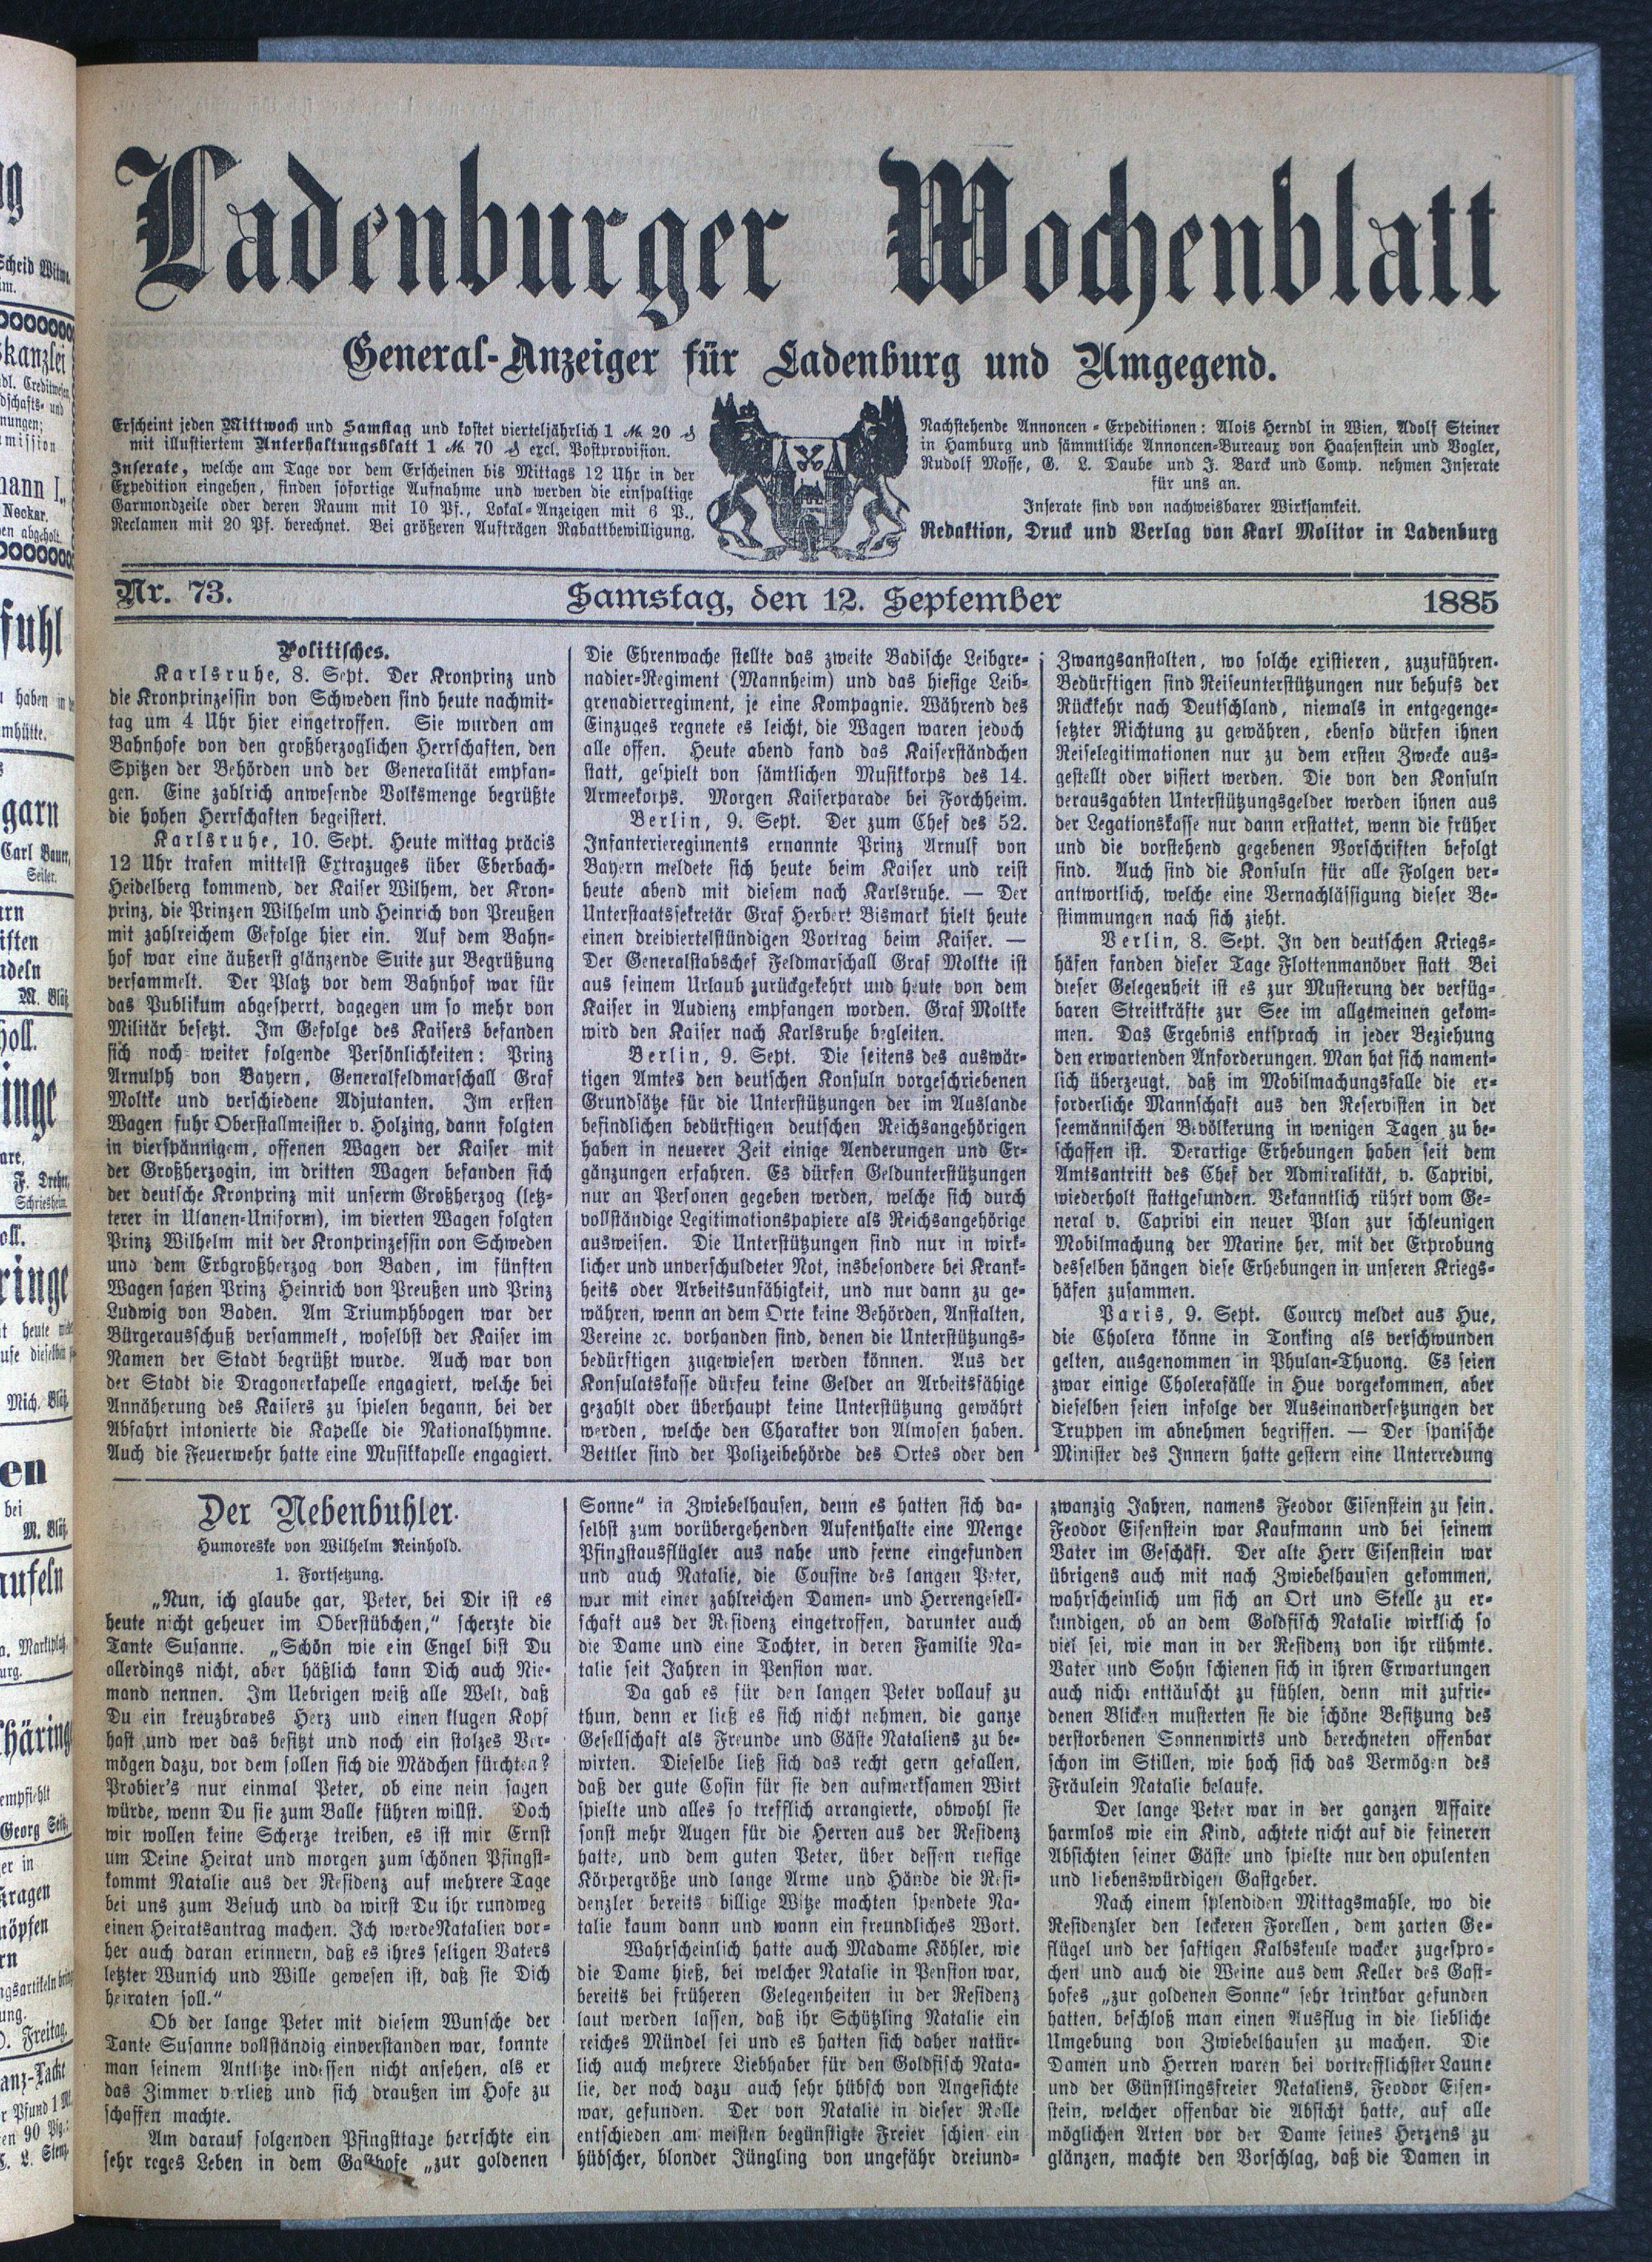 Ladenburger Wochenblatt
General-Anzeiger für Ladenburg und Umgegend.
Erscheint jeden Mittwoch und Samstag und kostet vierteljährlich 1 M. 20 ₰
mit illustiertem Unterhaltungsblatt 1 M. 70 ₰ excl. Postprovision.
Inserate, welche am Tage vor dem Erscheinen bis Mittags 12 Uhr in der
Expedition eingehen, finden sofortige Aufnahme und werden die einspaltige
Garmondzeile oder deren Raum mit 10 Pf., Lokal-Anzeigen mit 6 P.,
Reclamen mit 20 Pf. berechnet. Bei größeren Aufträgen Rabattbewilligung.
Nachstehende Annoncen-Expeditionen: Alois Herndl in Wien, Adolf Steiner
in Hamburg und sämmtliche Annoncen-Bureaux von Haasenstein und Vogler,
Rudolf Mosse, G. L. Daube und J. Barck und Comp. nehmen Inserate
für uns an.
Inserate sind von nachweisbarer Wirksamkeit.
Redaktion, Druck und Verlag von Karl Molitor in Ladenburg
Nr. 73.
Samstag, den 12. September
1885
Politisches.
Karlsruhe, 8. Sept. Der Kronprinz und
die Kronprinzessin von Schweden sind heute nachmit-
tag um 4 Uhr hier eingetroffen. Sie wurden am
Bahnhofe von den großherzoglichen Herrschaften, den
Spitzen der Behörden und der Generalität empfan-
gen. Eine zahlrich anwesende Volksmenge begrüßte
die hohen Herrschaften begeistert.
Karlsruhe, 10. Sept. Heute mittag präcis
12 Uhr trafen mittelst Extrazuges über Eberbach-
Heidelberg kommend, der Kaiser Wilhem, der Kron-
prinz, die Prinzen Wilhelm und Heinrich von Preußen
mit zahlreichem Gefolge hier ein. Auf dem Bahn-
hof war eine äußerst glänzende Suite zur Begrüßung
versammelt. Der Platz vor dem Bahnhof war für
das Publikum abgesperrt, dagegen um so mehr von
Militär besetzt. Im Gefolge des Kaisers befanden
sich noch weiter folgende Persönlichkeiten: Prinz
Arnulph von Bayern, Generalfeldmarschall Graf
Moltke und verschiedene Adjutanten. Im ersten
Wagen fuhr Oberstallmeister v. Holzing, dann folgten
in vierspännigem, offenen Wagen der Kaiser mit
der Großherzogin, im dritten Wagen befanden sich
der deutsche Kronprinz mit unserm Großherzog (letz-
terer in Ulanen-Uniform), im vierten Wagen folgten
Prinz Wilhelm mit der Kronprinzessin oon Schweden
und dem Erbgroßherzog von Baden, im fünften
Wagen saßen Prinz Heinrich von Preußen und Prinz
Ludwig von Baden. Am Triumphbogen war der
Bürgerausschuß versammelt, woselbst der Kaiser im
Namen der Stadt begrüßt wurde. Auch war von
der Stadt die Dragonerkapelle engagiert, welche bei
Annäherung des Kaisers zu spielen begann, bei der
Abfahrt intonierte die Kapelle die Nationalhymne.
Auch die Feuerwehr hatte eine Musikkapelle engagiert.
Die Ehrenwache stellte das zweite Badische Leibgre-
nadier-Regiment (Mannheim) und das hiesige Leib-
grenadierregiment, je eine Kompagnie. Während des
Einzuges regnete es leicht, die Wagen waren jedoch
alle offen. Heute abend fand das Kaiserständchen
statt, gespielt von sämtlichen Musikkorps des 14.
Armeekorps. Morgen Kaiserparade bei Forchheim.
Berlin, 9. Sept. Der zum Chef des 52.
Infanterieregiments ernannte Prinz Arnulf von
Bayern meldete sich heute beim Kaiser und reist
heute abend mit diesem nach Karlsruhe. — Der
Unterstaatssekretär Graf Herbert Bismark hielt heute
einen dreiviertelstündigen Vortrag beim Kaiser. —
Der Generalstabschef Feldmarschall Graf Molkte ist
aus seinem Urlaub zurückgekehrt und heute von dem
Kaiser in Audienz empfangen worden. Graf Moltke
wird den Kaiser nach Karlsruhe begleiten.
Berlin, 9. Sept. Die seitens des auswär-
tigen Amtes den deutschen Konsuln vorgeschriebenen
Grundsätze für die Unterstützungen der im Auslande
befindlichen bedürftigen deutschen Reichsangehörigen
haben in neuerer Zeit einige Aenderungen und Er-
gänzungen erfahren. Es dürfen Geldunterstützungen
nur an Personen gegeben werden, welche sich durch
vollständige Legitimationspapiere als Reichsangehörige
ausweisen. Die Unterstützungen sind nur in wirk-
licher und unverschuldeter Not, insbesondere bei Krank-
heits oder Arbeitsunfähigkeit, und nur dann zu ge-
währen, wenn an dem Orte keine Behörden, Anstalten,
Vereine ꝛc. vorhanden sind, denen die Unterstützungs-
bedürftigen zugewiesen werden können. Aus der
Konsulatskasse dürfeu keine Gelder an Arbeitsfähige
gezahlt oder überhaupt keine Unterstützung gewährt
werden, welche den Charakter von Almosen haben.
Bettler sind der Polizeibehörde des Ortes oder den
Zwangsanstalten, wo solche existieren, zuzuführen.
Bedürftigen sind Reiseunterstützungen nur behufs der
Rückkehr nach Deutschland, niemals in entgegenge-
setzter Richtung zu gewähren, ebenso dürfen ihnen
Reiselegitimationen nur zu dem ersten Zwecke aus-
gestellt oder visiert werden. Die von den Konsuln
verausgabten Unterstützungsgelder werden ihnen aus
der Legationskasse nur dann erstattet, wenn die früher
und die vorstehend gegebenen Vorschriften befolgt
sind. Auch sind die Konsuln für alle Folgen ver-
antwortlich, welche eine Vernachlässigung dieser Be-
stimmungen nach sich zieht.
Berlin, 8. Sept. In den deutschen Kriegs-
häfen fanden dieser Tage Flottenmanöver statt. Bei
dieser Gelegenheit ist es zur Musterung der verfüg-
baren Streitkräfte zur See im allgemeinen gekom-
men. Das Ergebnis entsprach in jeder Beziehung
den erwartenden Anforderungen. Man hat sich nament-
lich überzeugt, daß im Mobilmachungsfalle die er-
forderliche Mannschaft aus den Reservisten in der
seemännischen Bevölkerung in wenigen Tagen zu be-
schaffen ist. Derartige Erhebungen haben seit dem
Amtsantritt des Chef der Admiralität, v. Caprivi,
wiederholt stattgefunden. Bekanntlich rührt vom Ge-
neral v. Caprivi ein neuer Plan zur schleunigen
Mobilmachung der Marine her, mit der Erprobung
desselben hängen diese Erhebungen in unseren Kriegs-
häfen zusammen.
Paris, 9. Sept. Courcy meldet aus Hue,
die Cholera könne in Tonking als verschwunden
gelten, ausgenommen in Phulan-Thuong. Es seien
zwar einige Cholerafälle in Hue vorgekommen, aber
dieselben seien infolge der Auseinandersetzungen der
Truppen im abnehmen begriffen. — Der spanische
Minister des Innern hatte gestern eine Unterredung
Der Nebenbuhler.
Humoreske von Wilhelm Reinhold.
1. Fortsetzung.
„Nun, ich glaube gar, Peter, bei Dir ist es
heute nicht geheuer im Oberstübchen,“ scherzte die
Tante Susanne. „Schön wie ein Engel bist Du
allerdings nicht, aber häßlich kann Dich auch Nie-
mand nennen. Im Uebrigen weiß alle Welt, daß
Du ein kreuzbraves Herz und einen klugen Kopf
hast und wer das besitzt und noch ein stolzes Ver-
mögen dazu, vor dem sollen sich die Mädchen fürchten?
Probier's nur einmal Peter, ob eine nein sagen
würde, wenn Du sie zum Balle führen willst. Doch
wir wollen keine Scherze treiben, es ist mir Ernst
um Deine Heirat und morgen zum schönen Pfingst-
kommt Natalie aus der Residenz auf mehrere Tage
bei uns zum Besuch und da wirst Du ihr rundweg
einen Heiratsantrag machen. Ich werdeNatalien vor-
her auch daran erinnern, daß es ihres seligen Vaters
letzter Wunsch und Wille gewesen ist, daß sie Dich
heiraten soll.“
Ob der lange Peter mit diesem Wunsche der
Tante Susanne vollständig einverstanden war, konnte
man seinem Antlitze indessen nicht ansehen, als er
das Zimmer verließ und sich draußen im Hofe zu
schaffen machte.
Am darauf folgenden Pfingsttage herrschte ein
sehr reges Leben in dem Gasthofe „zur goldenen
Sonne“ in Zwiebelhausen, denn es hatten sich da-
selbst zum vorübergehenden Aufenthalte eine Menge
Pfingstausflügler aus nahe und ferne eingefunden
und auch Natalie, die Cousine des langen Peter,
war mit einer zahlreichen Damen- und Herrengesell-
schaft aus der Residenz eingetroffen, darunter auch
die Dame und eine Tochter, in deren Familie Na-
talie seit Jahren in Pension war.
Da gab es für den langen Peter vollauf zu
thun, denn er ließ es sich nicht nehmen, die ganze
Gesellschaft als Freunde und Gäste Nataliens zu be-
wirten. Dieselbe ließ sich das recht gern gefallen,
daß der gute Cosin für sie den aufmerksamen Wirt
spielte und alles so trefflich arrangierte, obwohl sie
sonst mehr Augen für die Herren aus der Residenz
hatte, und dem guten Peter, über dessen riesige
Körpergröße und lange Arme und Hände die Resi-
denzler bereits billige Witze machten spendete Na-
talie kaum dann und wann ein freundliches Wort.
Wahrscheinlich hatte auch Madame Köhler, wie
die Dame hieß, bei welcher Natalie in Pension war,
bereits bei früheren Gelegenheiten in der Residenz
laut werden lassen, daß ihr Schützling Natalie ein
reiches Mündel sei und es hatten sich daher natür-
lich auch mehrere Liebhaber für den Goldfisch Nata-
lie, der noch dazu auch sehr hübsch von Angesichte
war, gefunden. Der von Natalie in dieser Rolle
entschieden am meisten begünstigte Freier schien ein
hübscher, blonder Jüngling von ungefähr dreiund-
zwanzig Jahren, namens Feodor Eisenstein zu sein.
Feodor Eisenstein war Kaufmann und bei seinem
Vater im Geschäft. Der alte Herr Eisenstein war
übrigens auch mit nach Zwiebelhausen gekommen,
wahrscheinlich um sich an Ort und Stelle zu er-
kundigen, ob an dem Goldfisch Natalie wirklich so
viel sei, wie man in der Residenz von ihr rühmte.
Vater und Sohn schienen sich in ihren Erwartungen
auch nicht enttäuscht zu fühlen, denn mit zufrie-
denen Blicken musterten sie die schöne Besitzung des
verstorbenen Sonnenwirts und berechneten offenbar
schon im Stillen, wie hoch sich das Vermögen des
Fräulein Natalie belaufe.
Der lange Peter war in der ganzen Affaire
harmlos wie ein Kind, achtete nicht auf die feineren
Absichten seiner Gäste und spielte nur den opulenten
und liebenswürdigen Gastgeber.
Nach einem splendiden Mittagsmahle, wo die
Residenzler den leckeren Forellen, dem zarten Ge-
flügel und der saftigen Kalbskeule wacker zugespro-
chen und auch die Weine aus dem Keller des Gast-
hofes „zur goldenen Sonne“ sehr trinkbar gefunden
hatten, beschloß man einen Ausflug in die liebliche
Umgebung von Zwiebelhausen zu machen. Die
Damen und Herren waren bei vortrefflichster Laune
und der Günstlingsfreier Nataliens, Feodor Eisen-
stein, welcher offenbar die Absicht hatte, auf alle
möglichen Arten vor der Dame seines Herzens zu
glänzen, machte den Vorschlag, daß die Damen in